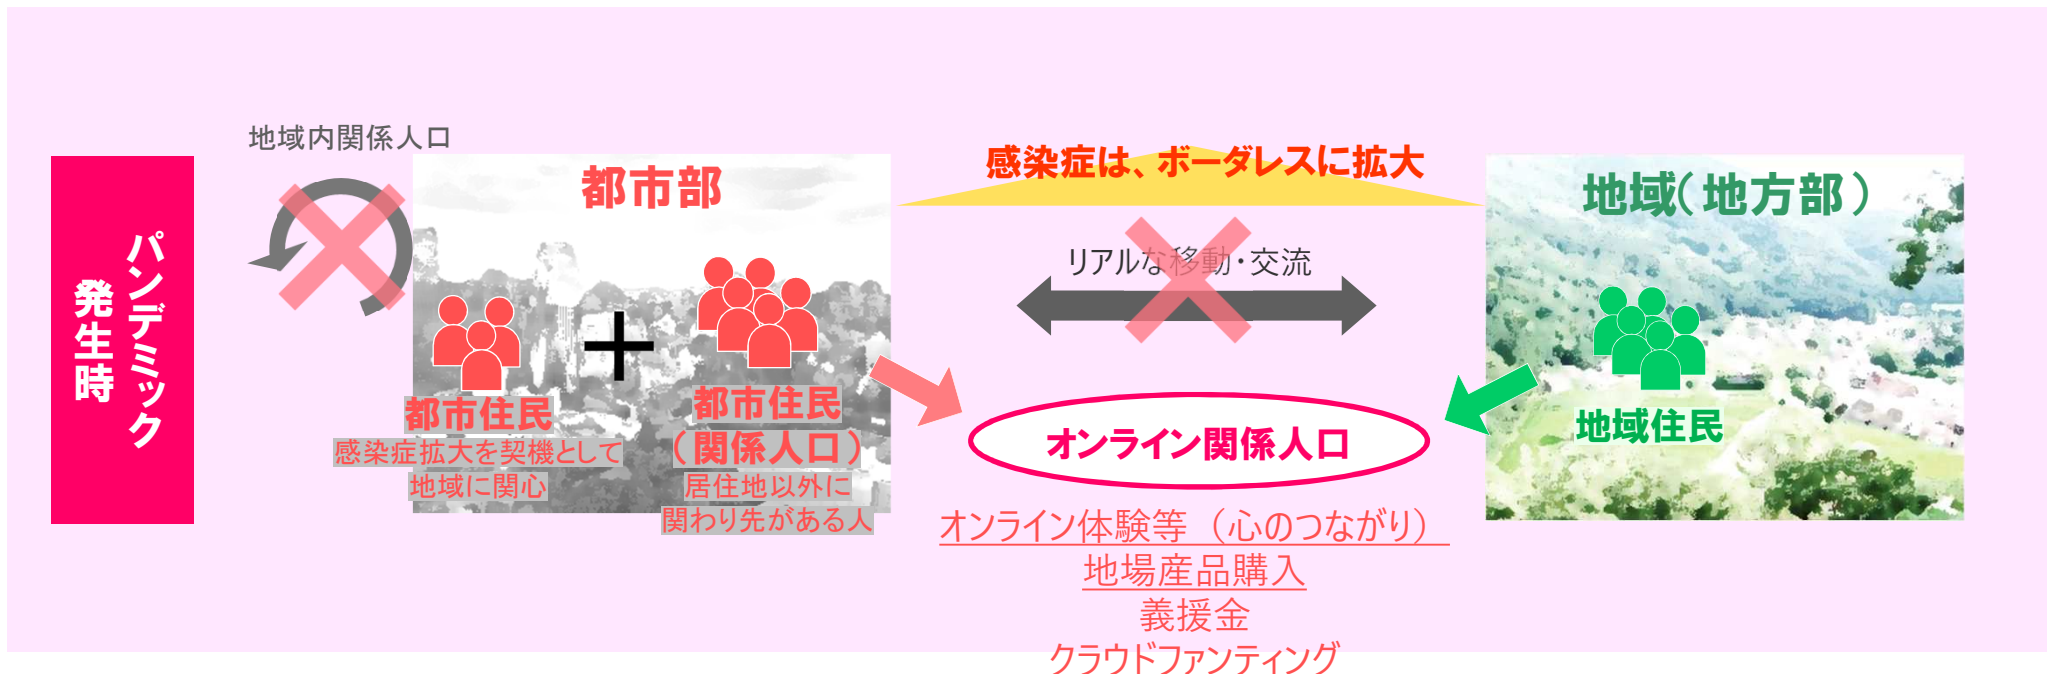 パンデミック
発生時
地域内関係人口
都市部
都市住民
感染症拡大を契機として
地域に関心
都市住民
（関係人口）
居住地以外に
関わり先がある人
感染症は、ボーダレスに拡大
リアルな移動・交流
オンライン関係人口
オンライン体験等（心のつながり）
地場産品購入
義援金
クラウドファンティング
地域（地方部）
地域住民